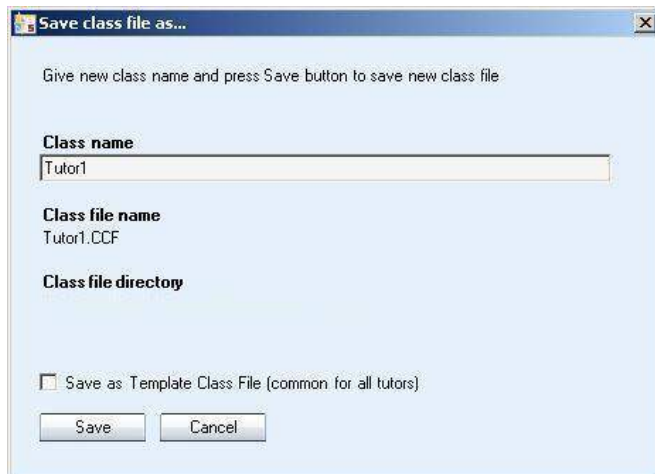 Save class file as...
Give new class name and press Save button to save new class file
Class name
Tutor1
Class file name
Tutor1.CCF
Class file directory
Save as Template Class File (common for all tutors)
Save
Cancel